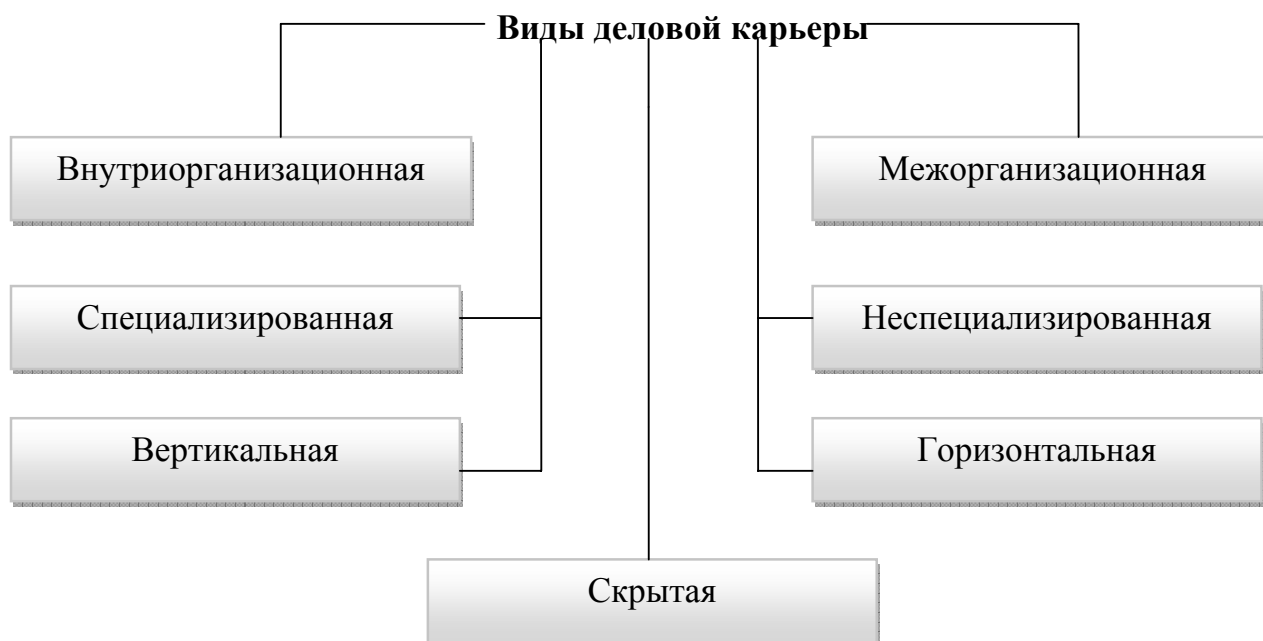 Виды деловой карьеры
Внутриорганизационная
Межорганизационная
Специализированная
Неспециализированная
Вертикальная
Горизонтальная
Скрытая